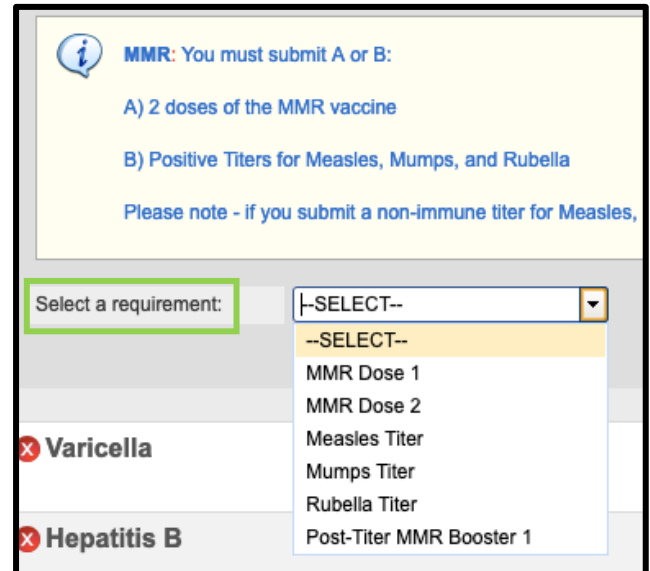 MMR: You must submit A or B:
A) 2 doses of the MMR vaccine
B) Positive Titers for Measles, Mumps, and Rubella
Please note - if you submit a non-immune titer for Measles,
Select a requirement:
--SELECT--
--SELECT--
MMR Dose 1
MMR Dose 2
Measles Titer
Mumps Titer
Rubella Titer
Post-Titer MMR Booster 1
Varicella
Hepatitis B